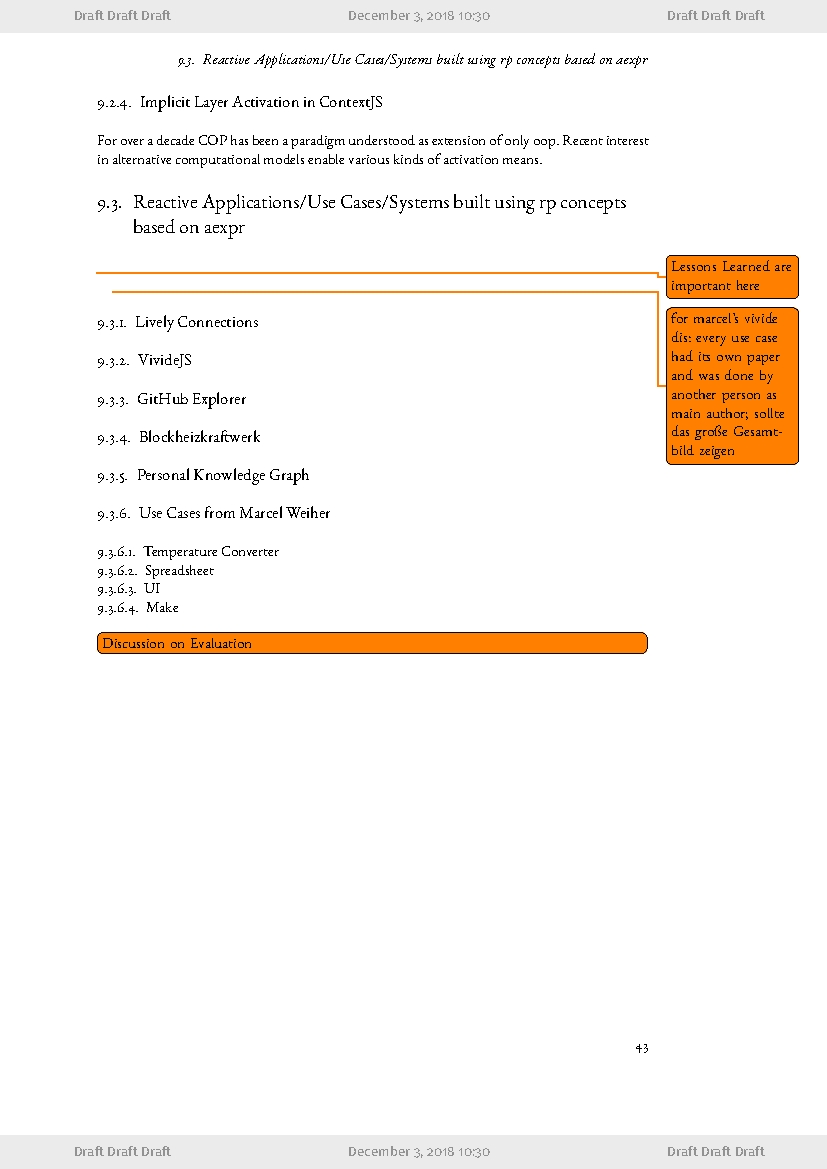 Draft Draft Draft December 3, 2018 10:30 Draft Draft Draft
9.3. Reactive Applications/Use Cases/Systems built using rp concepts based on aexpr
9.2.4. Implicit Layer Activation in ContextJS
For over a decade COP has been a paradigm understood as extension of only oop. Recent interest
in alternative computational models enable various kinds of activation means.
9.3. Reactive Applications/Use Cases/Systems built using rp concepts
based on aexpr
Lessons Learned are
important here
for marcel's vivide
dis: every use case
had its own paper
and was done by
another person as
main author; sollte
das große Gesamt-
bild zeigen
9.3.1. Lively Connections
9.3.2. VivideJS
9.3.3. GitHub Explorer
9.3.4. Blockheizkraftwerk
9.3.5. Personal Knowledge Graph
9.3.6. Use Cases from Marcel Weiher
9.3.6.1. Temperature Converter
9.3.6.2. Spreadsheet
9.3.6.3. UI
9.3.6.4. Make
Discussion on Evaluation
43
Draft Draft Draft December 3, 2018 10:30 Draft Draft Draft